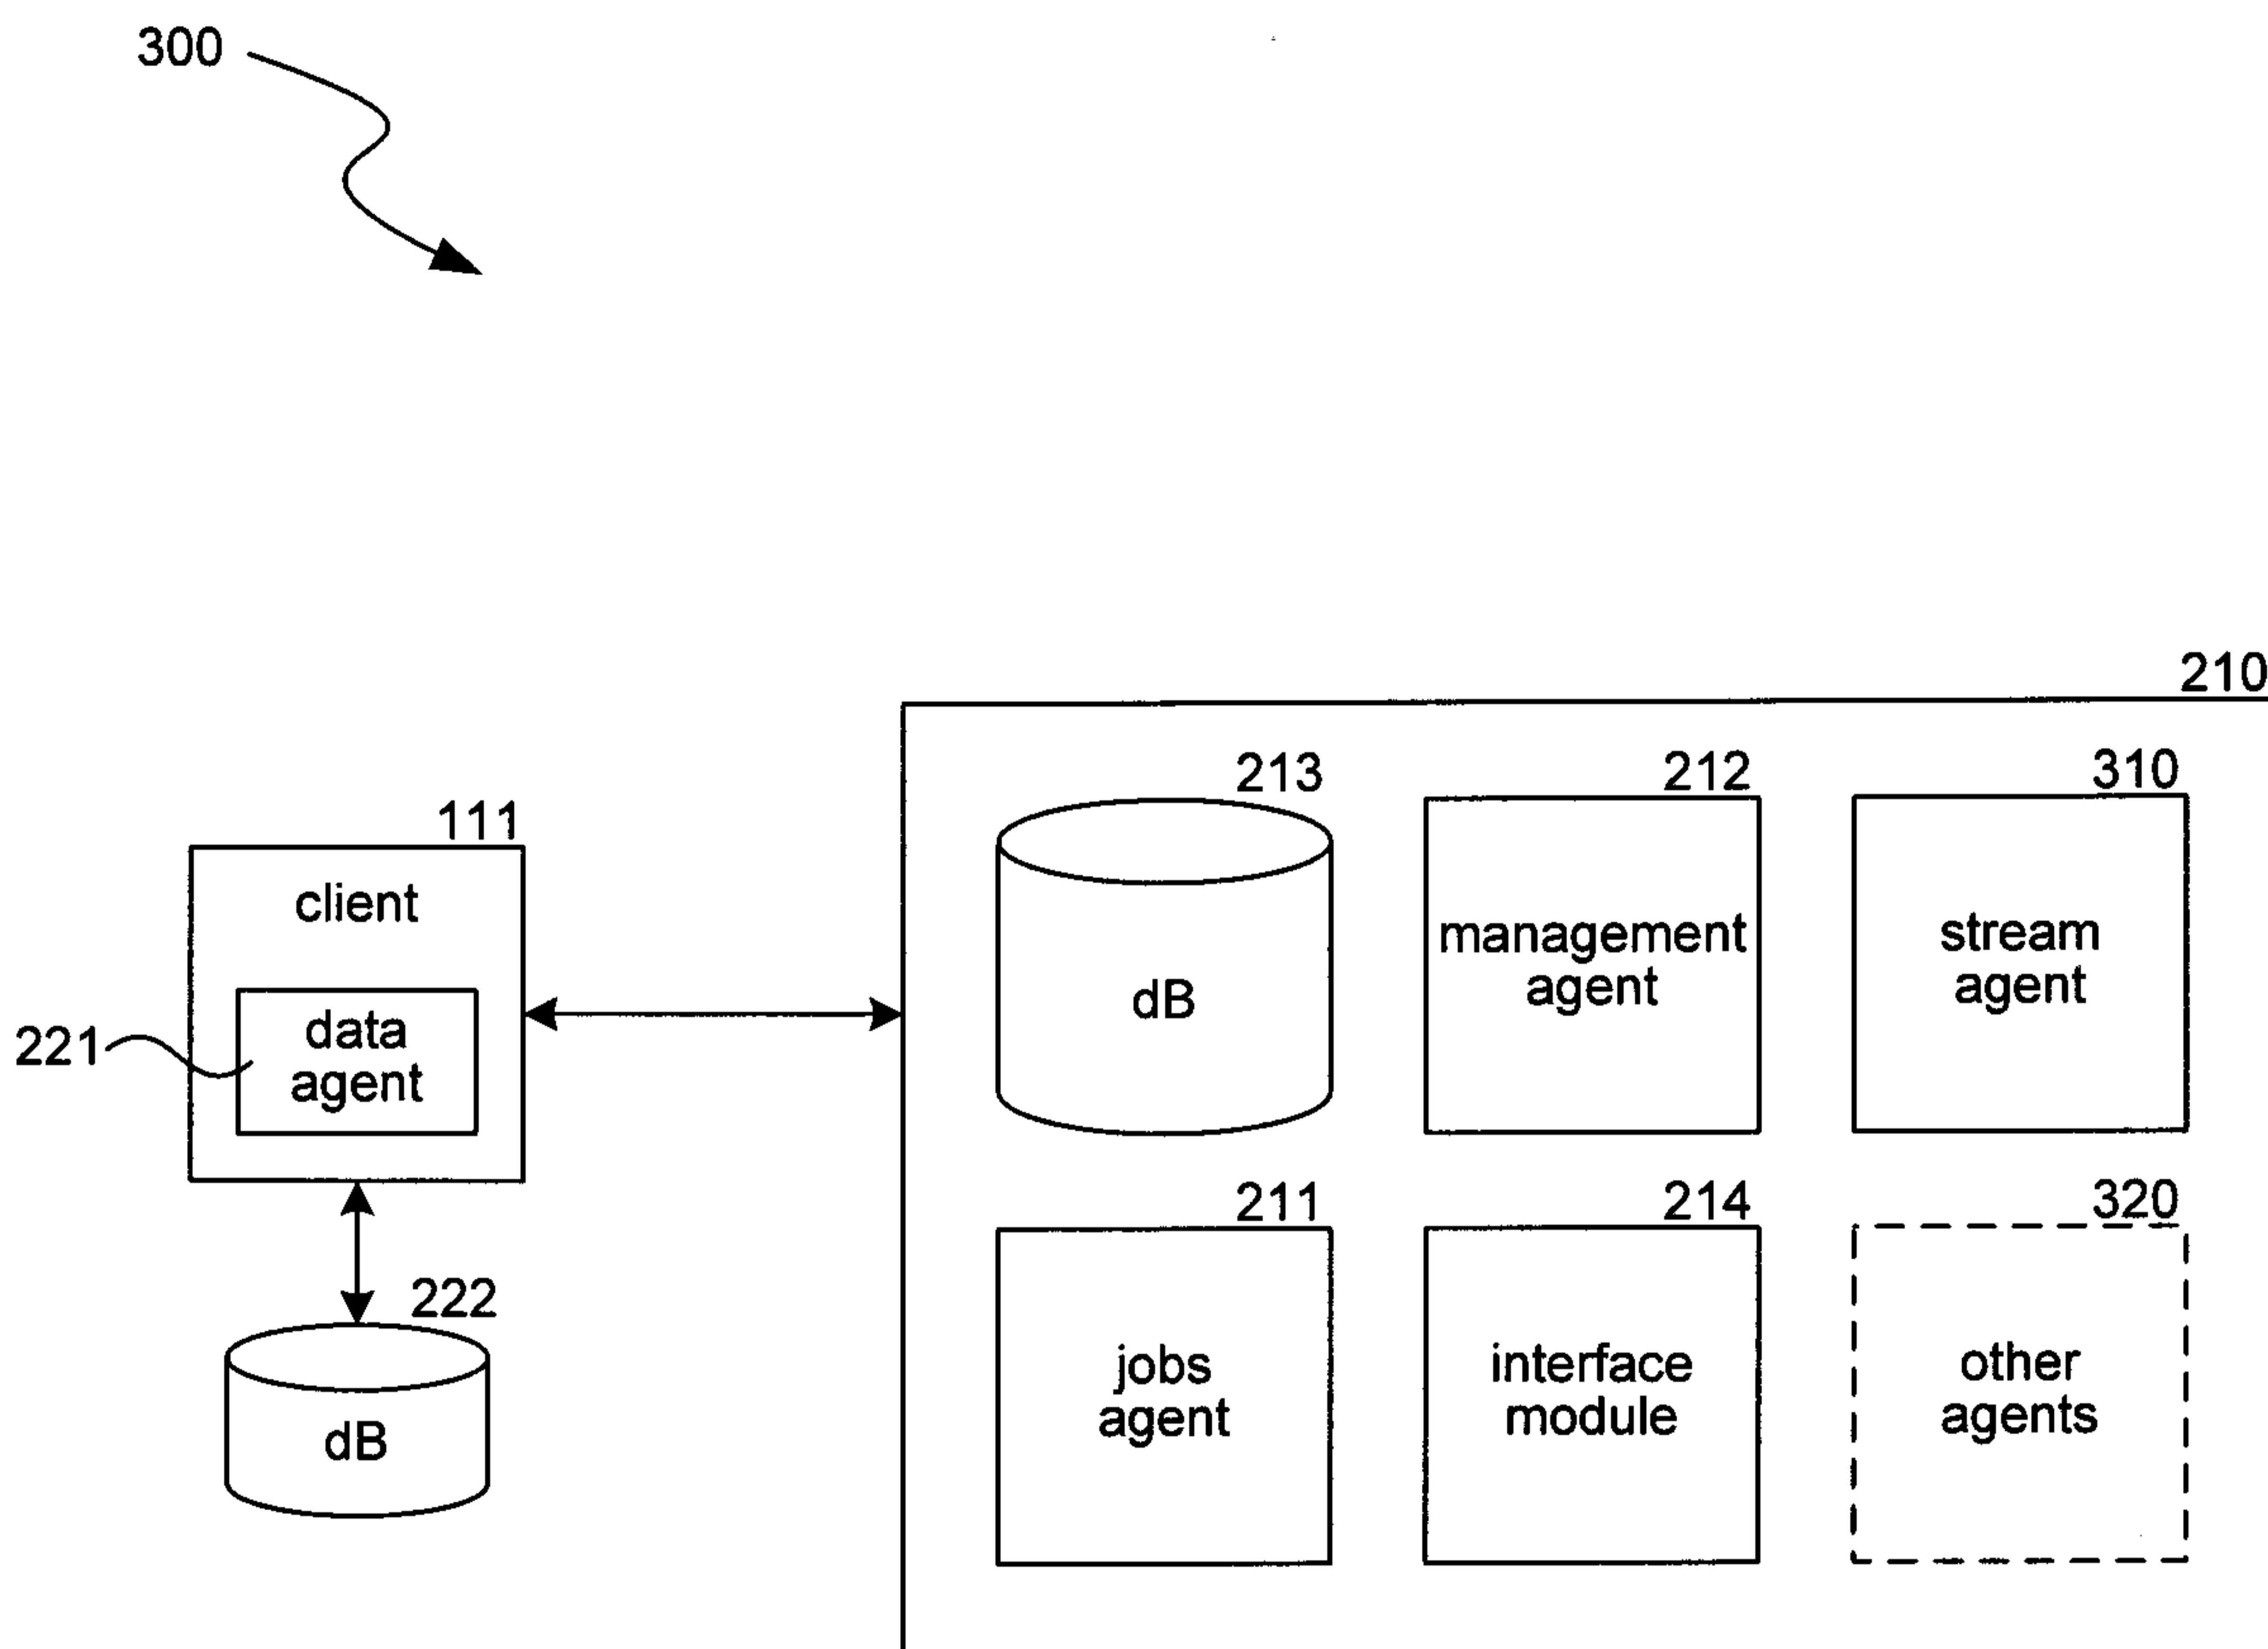 300
210
213
212
310
111
client
management
agent
stream
agent
dB
221
data
agent
211
214
320
222
jobs
agent
interface
module
other
agents
dB